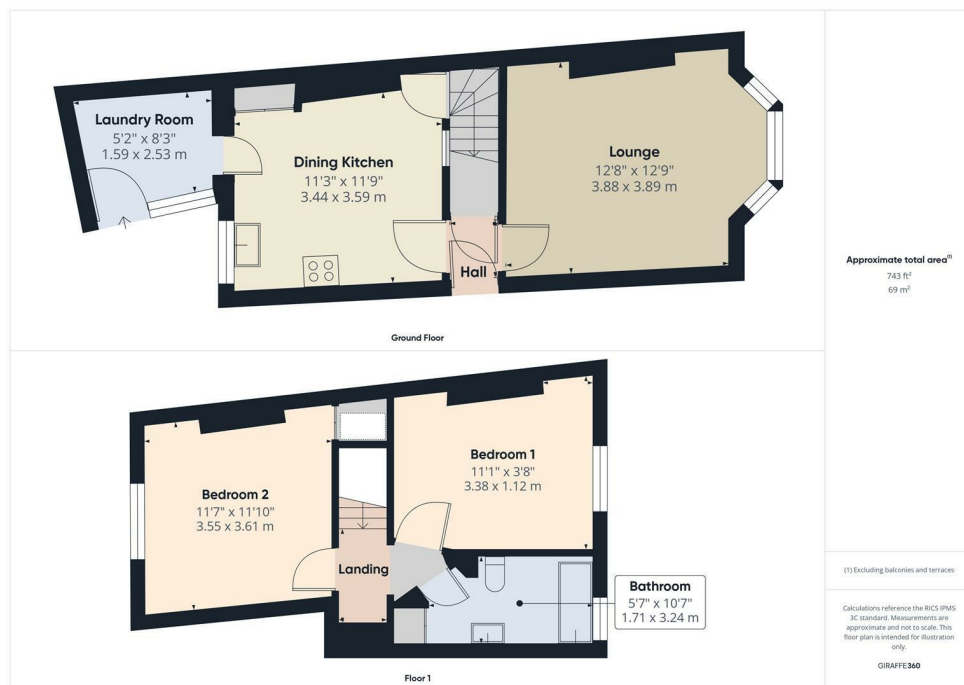 Laundry Room
5'2" x 8'3"
1.59 x 2.53 m
Dining Kitchen
11'3" x 11'9"
3.44 x 3.59 m
Lounge
12'8" x 12'9"
3.88 x 3.89 m
Hall
Ground Floor
Approximate total area(1)
743 ft²
69 m²
Bedroom 2
11'7" x 11'10"
3.55 x 3.61 m
Bedroom 1
11'1" x 3'8"
3.38 x 1.12 m
Landing
Bathroom
5'7" x 10'7"
1.71 x 3.24 m
Floor 1
(1) Excluding balconies and terraces
Calculations reference the RICS IPMS
3C standard. Measurements are
approximate and not to scale. This
floor plan is intended for illustration
only.
GIRAFFE360